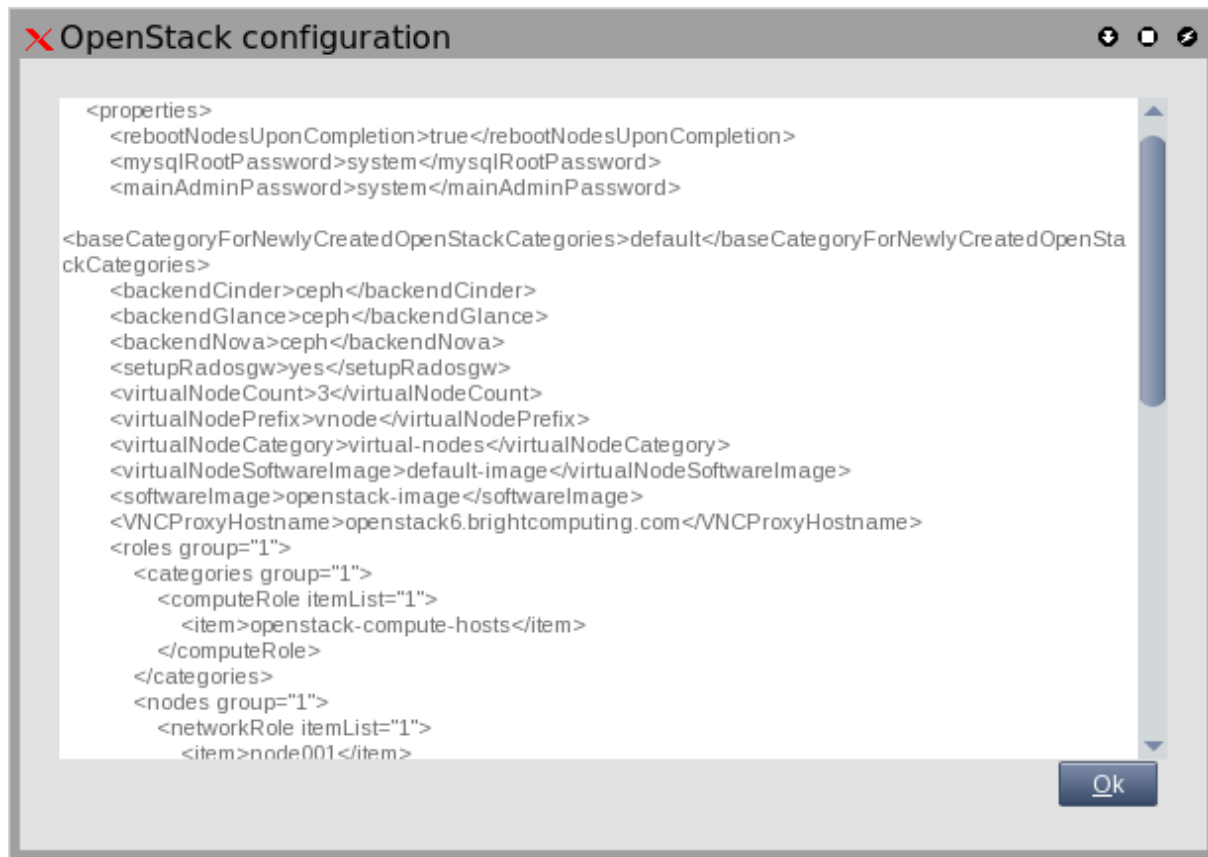 OpenStack configuration
<properties>
<rebootNodesUponCompletion>true</rebootNodesUponCompletion>
<mysqlRootPassword>system</mysqlRootPassword>
<mainAdminPassword>system</mainAdminPassword>
<baseCategoryForNewlyCreatedOpenStackCategories>default</baseCategoryForNewlyCreatedOpenSta
ckCategories>
<backendCinder>ceph</backendCinder>
<backendGlance>ceph</backendGlance>
<backendNova>ceph</backendNova>
<setupRadosgw>yes</setupRadosgw>
<virtualNodeCount>3</virtualNodeCount>
<virtualNodePrefix>vnode</virtualNodePrefix>
<virtualNodeCategory>virtual-nodes</virtualNodeCategory>
<virtualNodeSoftwareImage>default-image</virtualNodeSoftwareImage>
<softwareImage>openstack-image</softwareImage>
<VNCProxyHostname>openstack6.brightcomputing.com</VNCProxyHostname>
<roles group="1">
<categories group="1">
<computeRole itemList="1">
<item>openstack-compute-hosts</item>
</computeRole>
</categories>
<nodes group="1">
<networkRole itemList="1">
<item>node001</item>
Ok